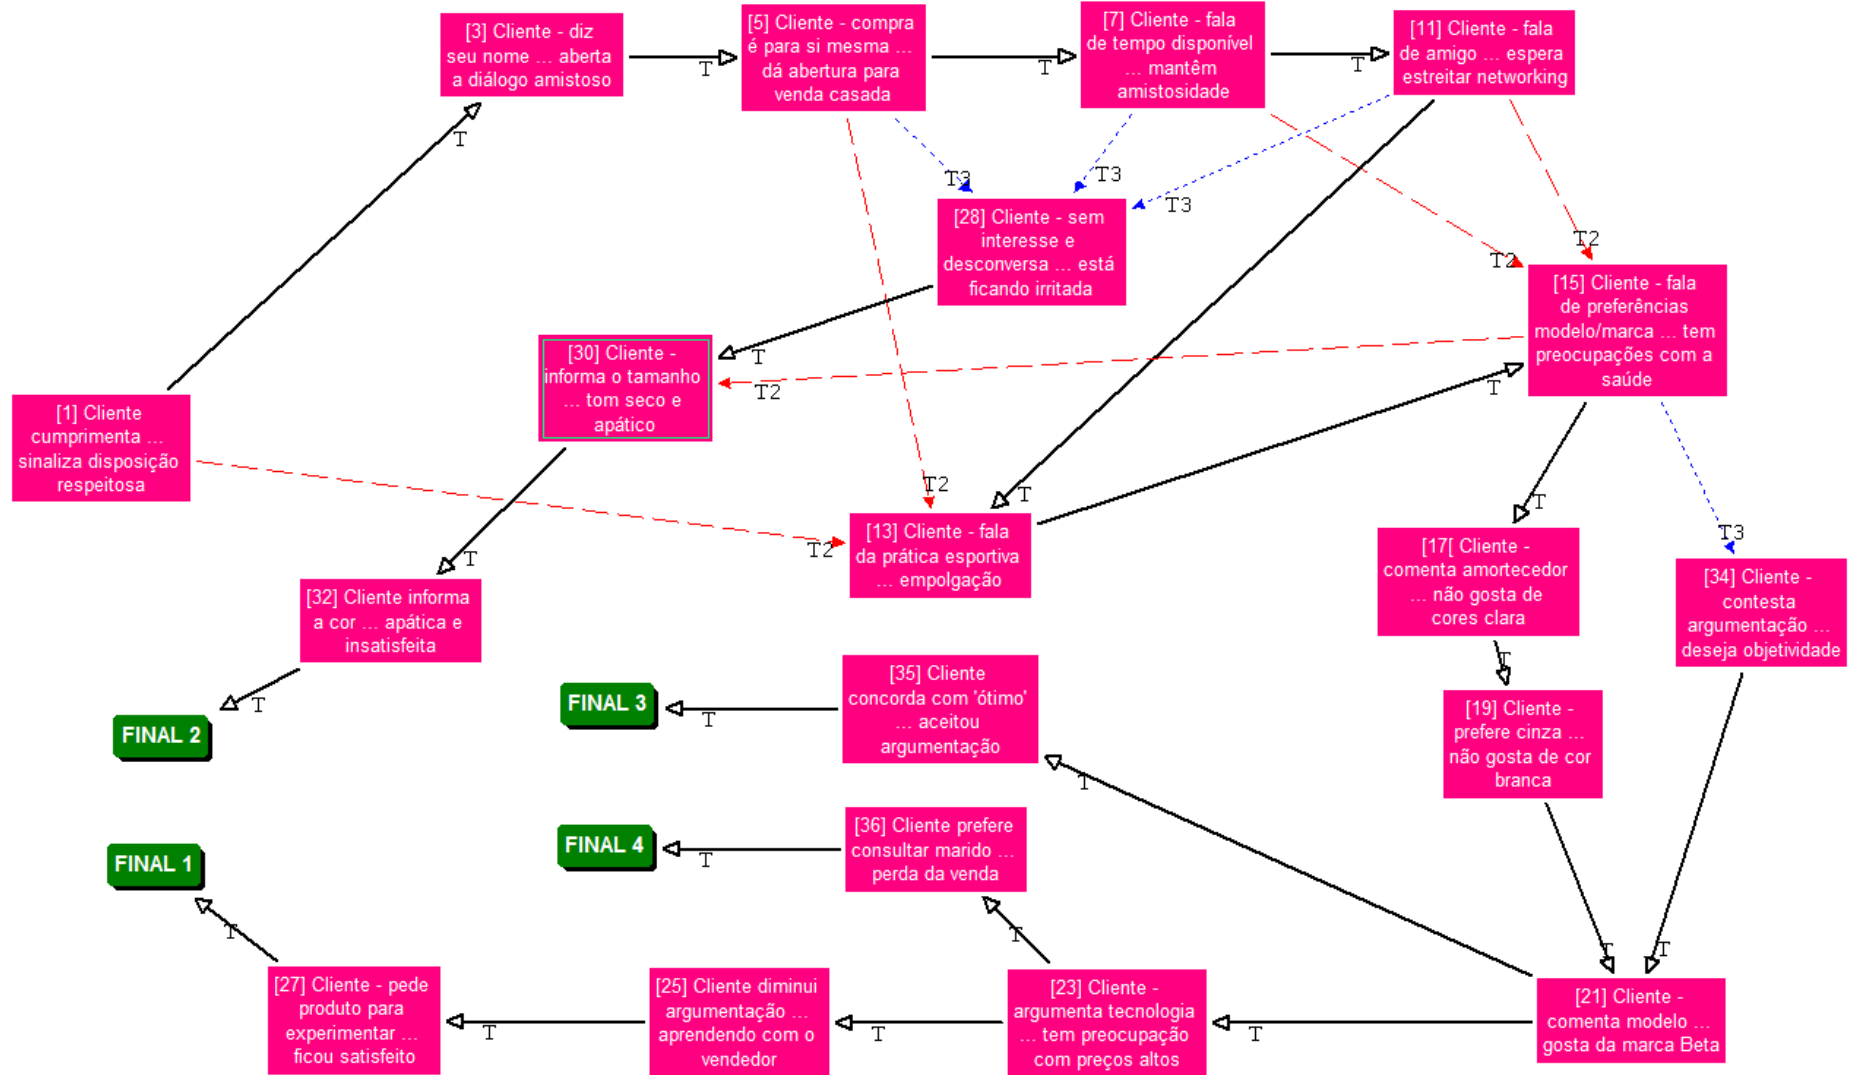 [3] Cliente - diz
seu nome ... aberta
a diálogo amistoso
[5] Cliente - compra
é para si mesma ...
dá abertura para
venda casada
[7] Cliente - fala
de tempo disponível
... mantêm
amistosidade
[11] Cliente - fala
de amigo ... espera
estreitar networking
T
T
T
T
T3
T3
T3
[28] Cliente - sem
interesse e
desconversa ... está
ficando irritada
T2
T2
[15] Cliente - fala
de preferências
modelo/marca ... tem
preocupações com a
saúde
[30] Cliente -
informa o tamanho
... tom seco e
apático
T
T2
T
[1] Cliente
cumprimenta ...
sinaliza disposição
respeitosa
T2
T
T2
[13] Cliente - fala
da prática esportiva
... empolgação
T
T3
[17[ Cliente -
comenta amortecedor
... não gosta de
cores clara
[34] Cliente -
contesta
argumentação ...
deseja objetividade
T
[32] Cliente informa
a cor ... apática e
insatisfeita
T
T
FINAL 2
FINAL 3
T
[35] Cliente
concorda com 'ótimo'
... aceitou
argumentação
[19] Cliente -
prefere cinza ...
não gosta de cor
branca
T
FINAL 1
FINAL 4
T
[36] Cliente prefere
consultar marido ...
perda da venda
T
T
T
T
[27] Cliente - pede
produto para
experimentar ...
ficou satisfeito
T
[25] Cliente diminui
argumentação ...
aprendendo com o
vendedor
T
[23] Cliente -
argumenta tecnologia
... tem preocupação
com preços altos
T
[21] Cliente -
comenta modelo ...
gosta da marca Beta